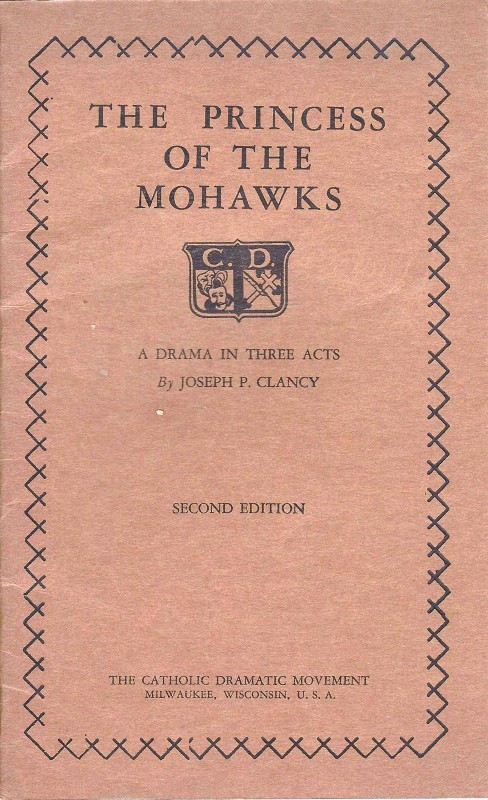 THE PRINCESS
OF THE
MOHAWKS
C. D.
A DRAMA IN THREE ACTS
By JOSEPH P. CLANCY
SECOND EDITION
THE CATHOLIC DRAMATIC MOVEMENT
MILWAUKEE, WISCONSIN, U. S. A.